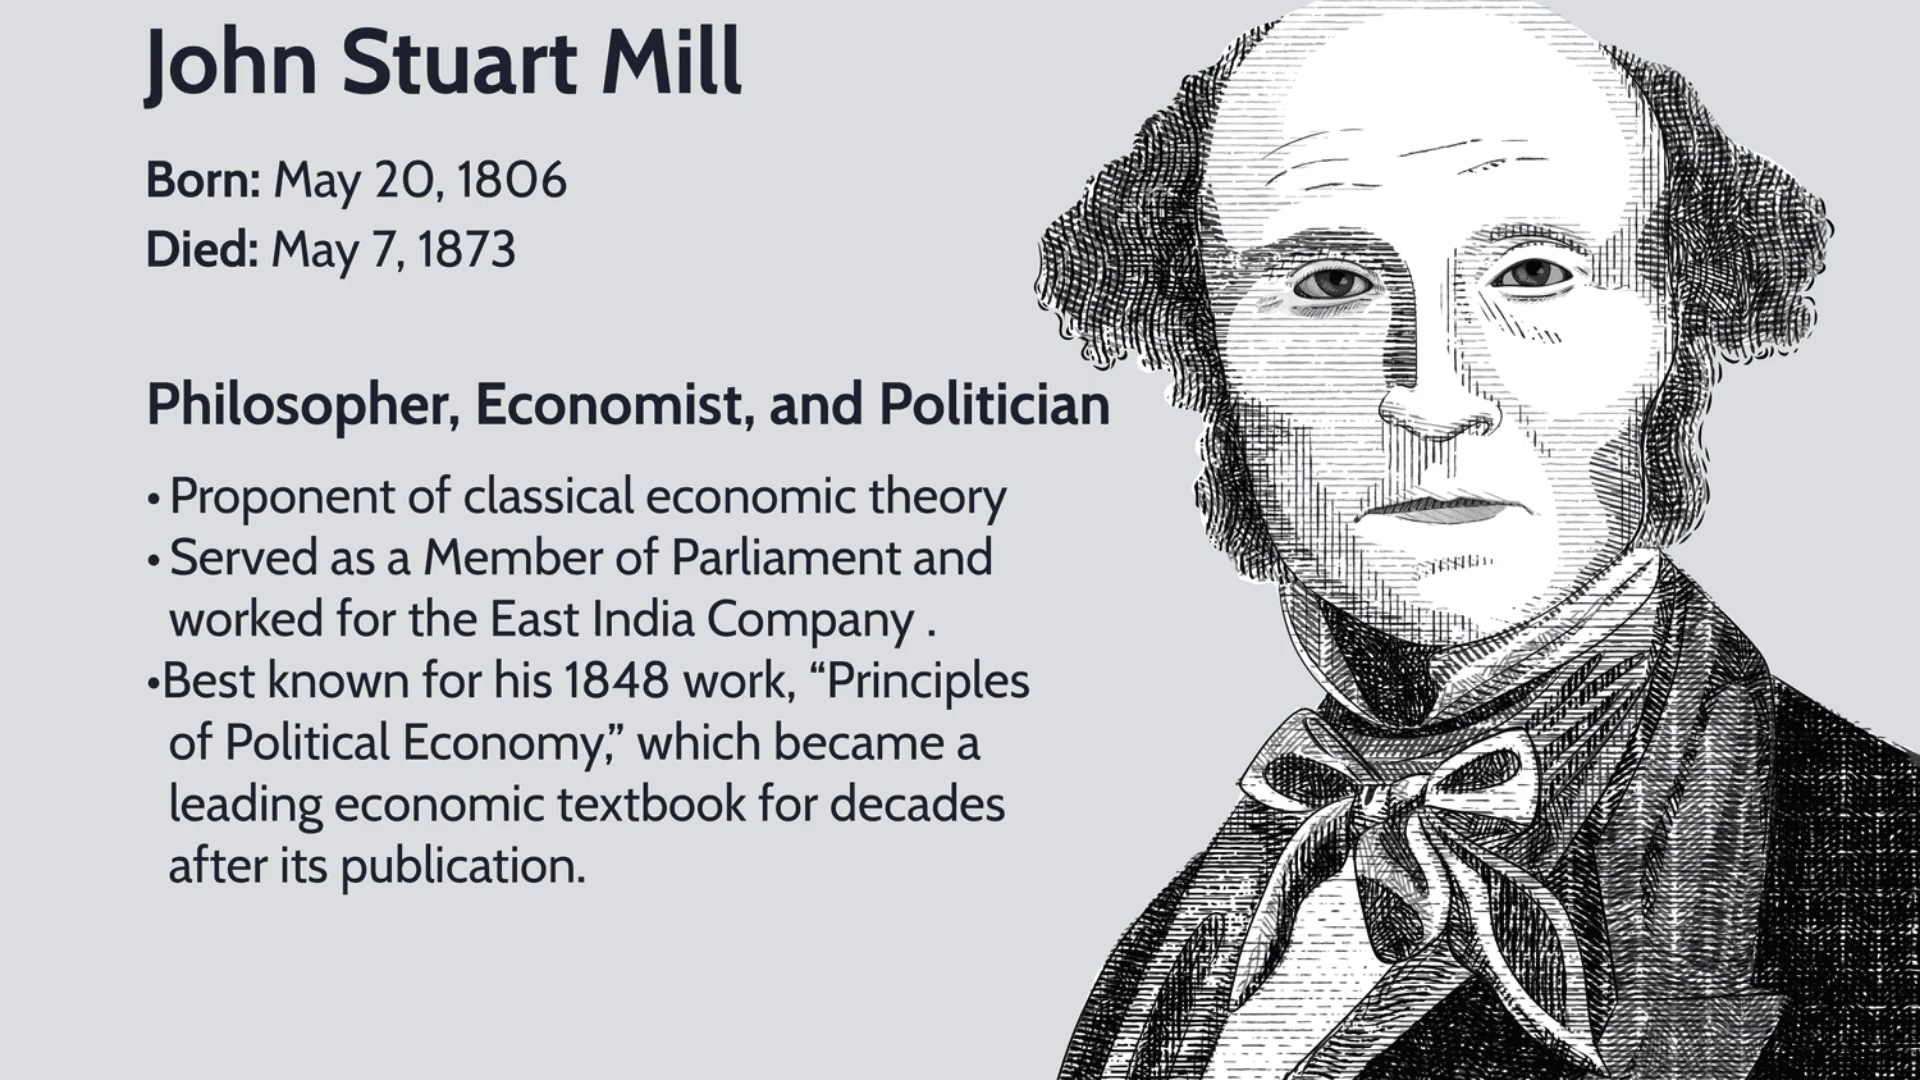 John Stuart Mill
Born: May 20, 1806
Died: May 7, 1873
Philosopher, Economist, and Politician
• Proponent of classical economic theory
• Served as a Member of Parliament and
worked for the East India Company .
•Best known for his 1848 work, “Principles
of Political Economy,” which became a
leading economic textbook for decades
after its publication.